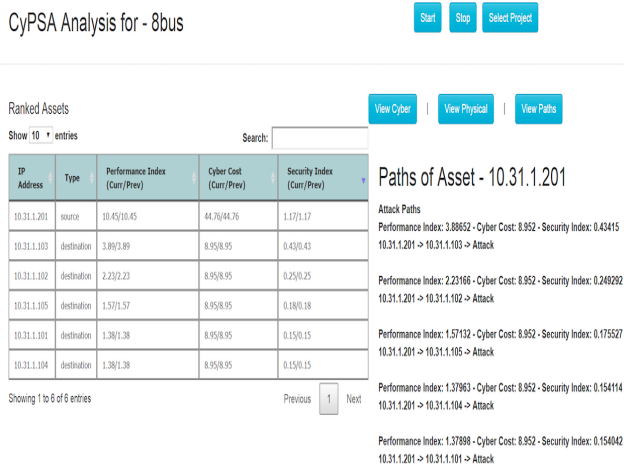 CyPSA Analysis for - 8bus
Start Stop Select Project
Ranked Assets
Show 10 entries
Search:
View Cyber | View Physical | View Paths
IP Address Type Performance Index (Curr/Prev) Cyber Cost (Curr/Prev) Security Index (Curr/Prev)
10.31.1.201 source 10.45/10.45 44.76/44.76 1.17/1.17
10.31.1.103 destination 3.89/3.89 8.95/8.95 0.43/0.43
10.31.1.102 destination 2.23/2.23 8.95/8.95 0.25/0.25
10.31.1.105 destination 1.57/1.57 8.95/8.95 0.18/0.18
10.31.1.101 destination 1.38/1.38 8.95/8.95 0.15/0.15
10.31.1.104 destination 1.38/1.38 8.95/8.95 0.15/0.15
Showing 1 to 6 of 6 entries
Previous 1 Next
Paths of Asset - 10.31.1.201
Attack Paths
Performance Index: 3.88652 - Cyber Cost: 8.952 - Security Index: 0.43415
10.31.1.201 -> 10.31.1.103 -> Attack
Performance Index: 2.23166 - Cyber Cost: 8.952 - Security Index: 0.249292
10.31.1.201 -> 10.31.1.102 -> Attack
Performance Index: 1.57132 - Cyber Cost: 8.952 - Security Index: 0.175527
10.31.1.201 -> 10.31.1.105 -> Attack
Performance Index: 1.37963 - Cyber Cost: 8.952 - Security Index: 0.154114
10.31.1.201 -> 10.31.1.104 -> Attack
Performance Index: 1.37898 - Cyber Cost: 8.952 - Security Index: 0.154042
10.31.1.201 -> 10.31.1.101 -> Attack